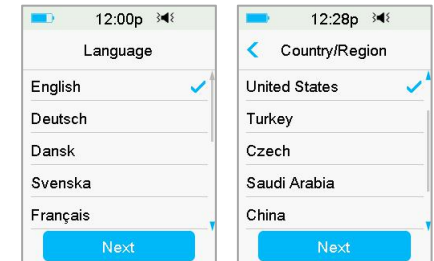 12:00p
Language
English
Deutsch
Dansk
Svenska
Français
Next
12:28p
Country/Region
United States
Turkey
Czech
Saudi Arabia
China
Next